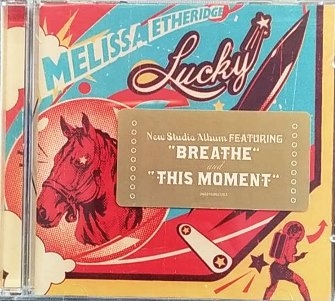 MELISSA ETHERIDGE
Lucky
New Studio Album FEATURING
"BREATHE"
and
"THIS MOMENT"